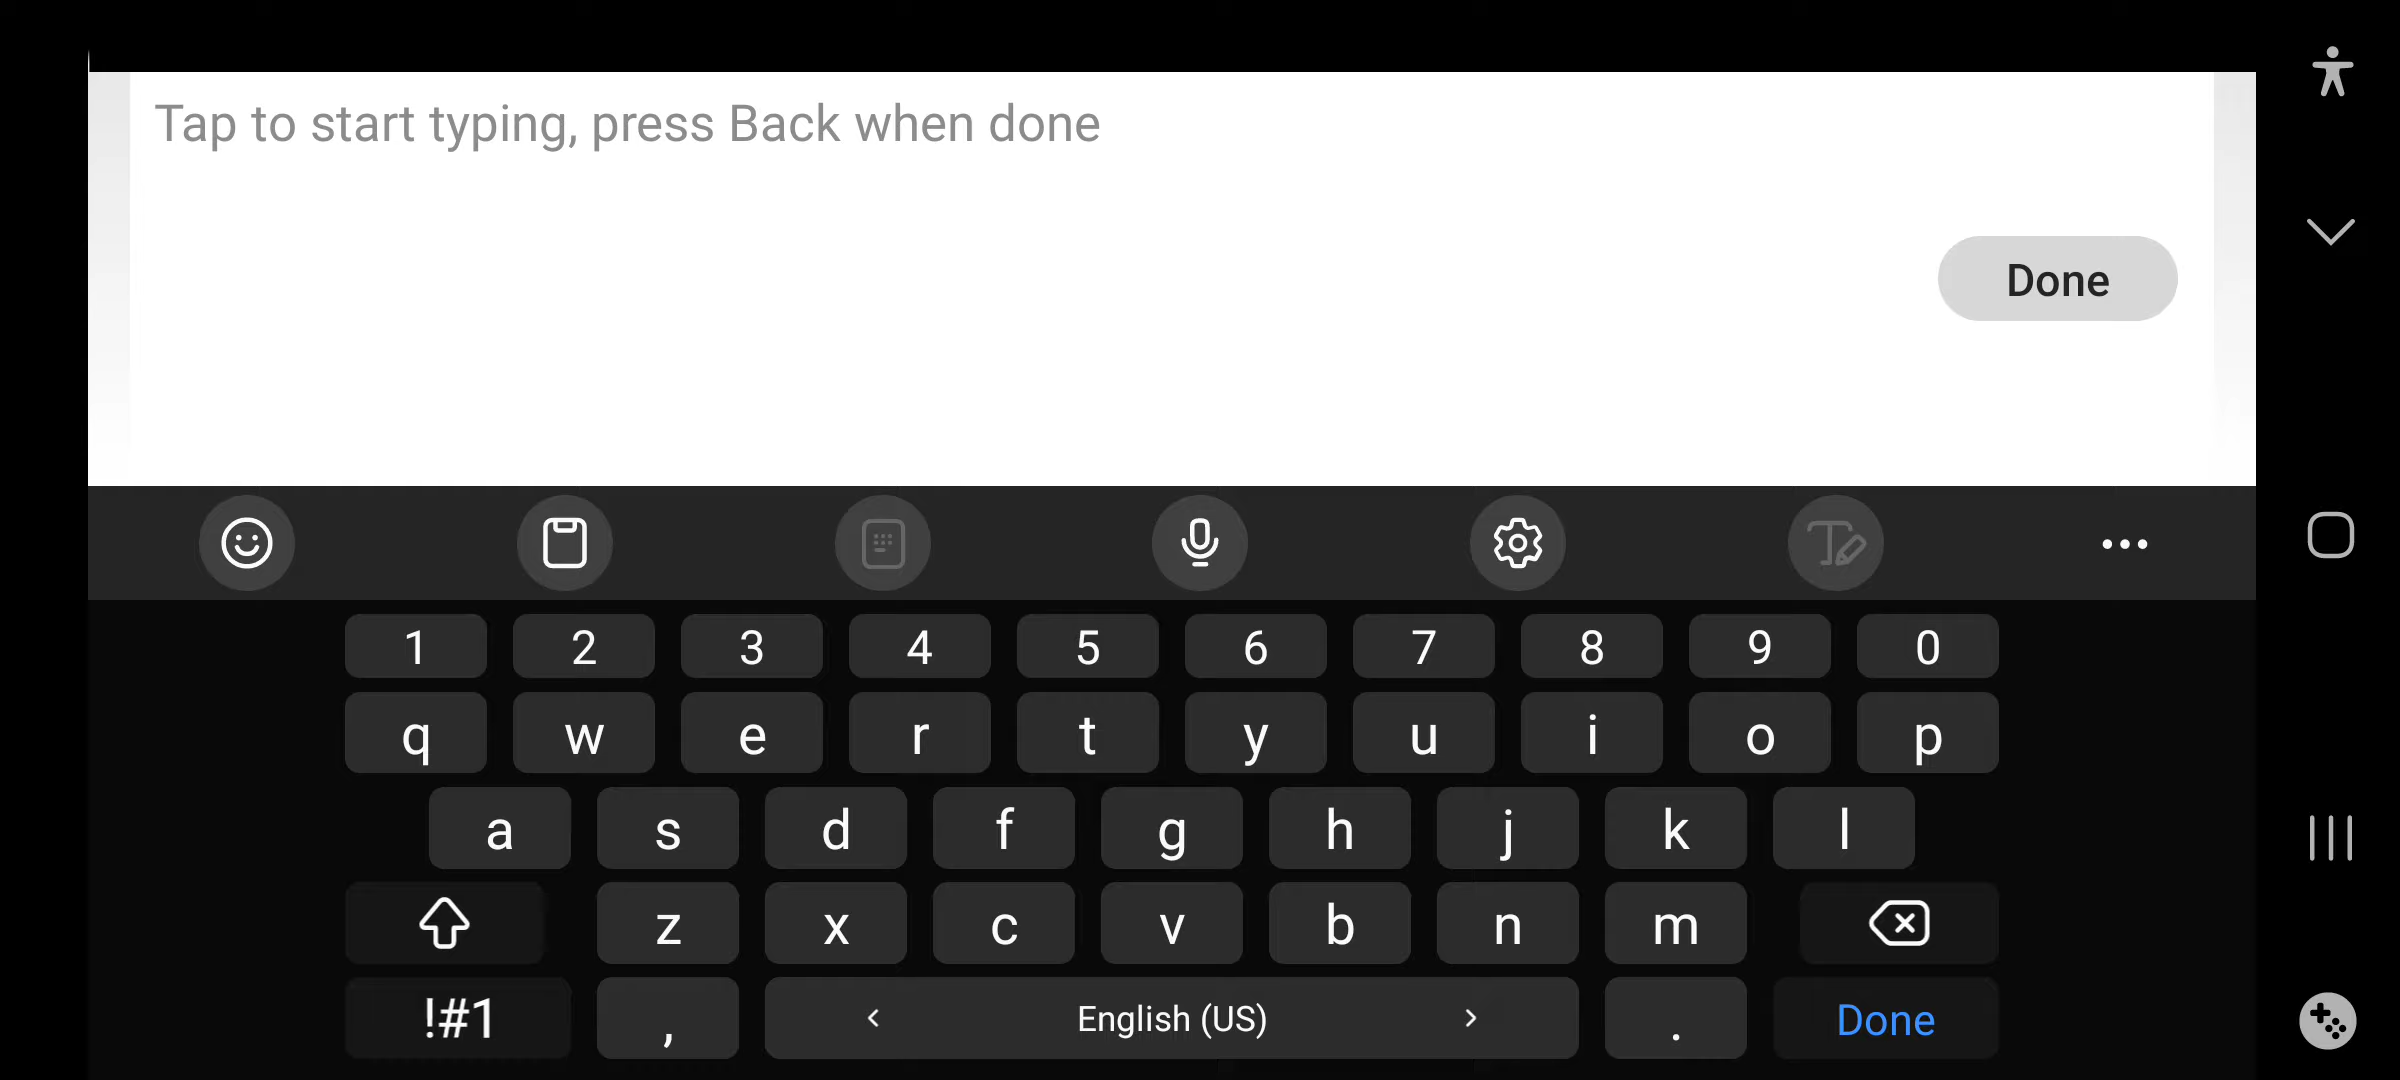 Tap to start typing, press Back when done
Done
1 2 3 4 5 6 7 8 9 0
q w e r t y u i o p
a s d f g h j k l
z x c v b n m
!#1 , < English (US) > . Done